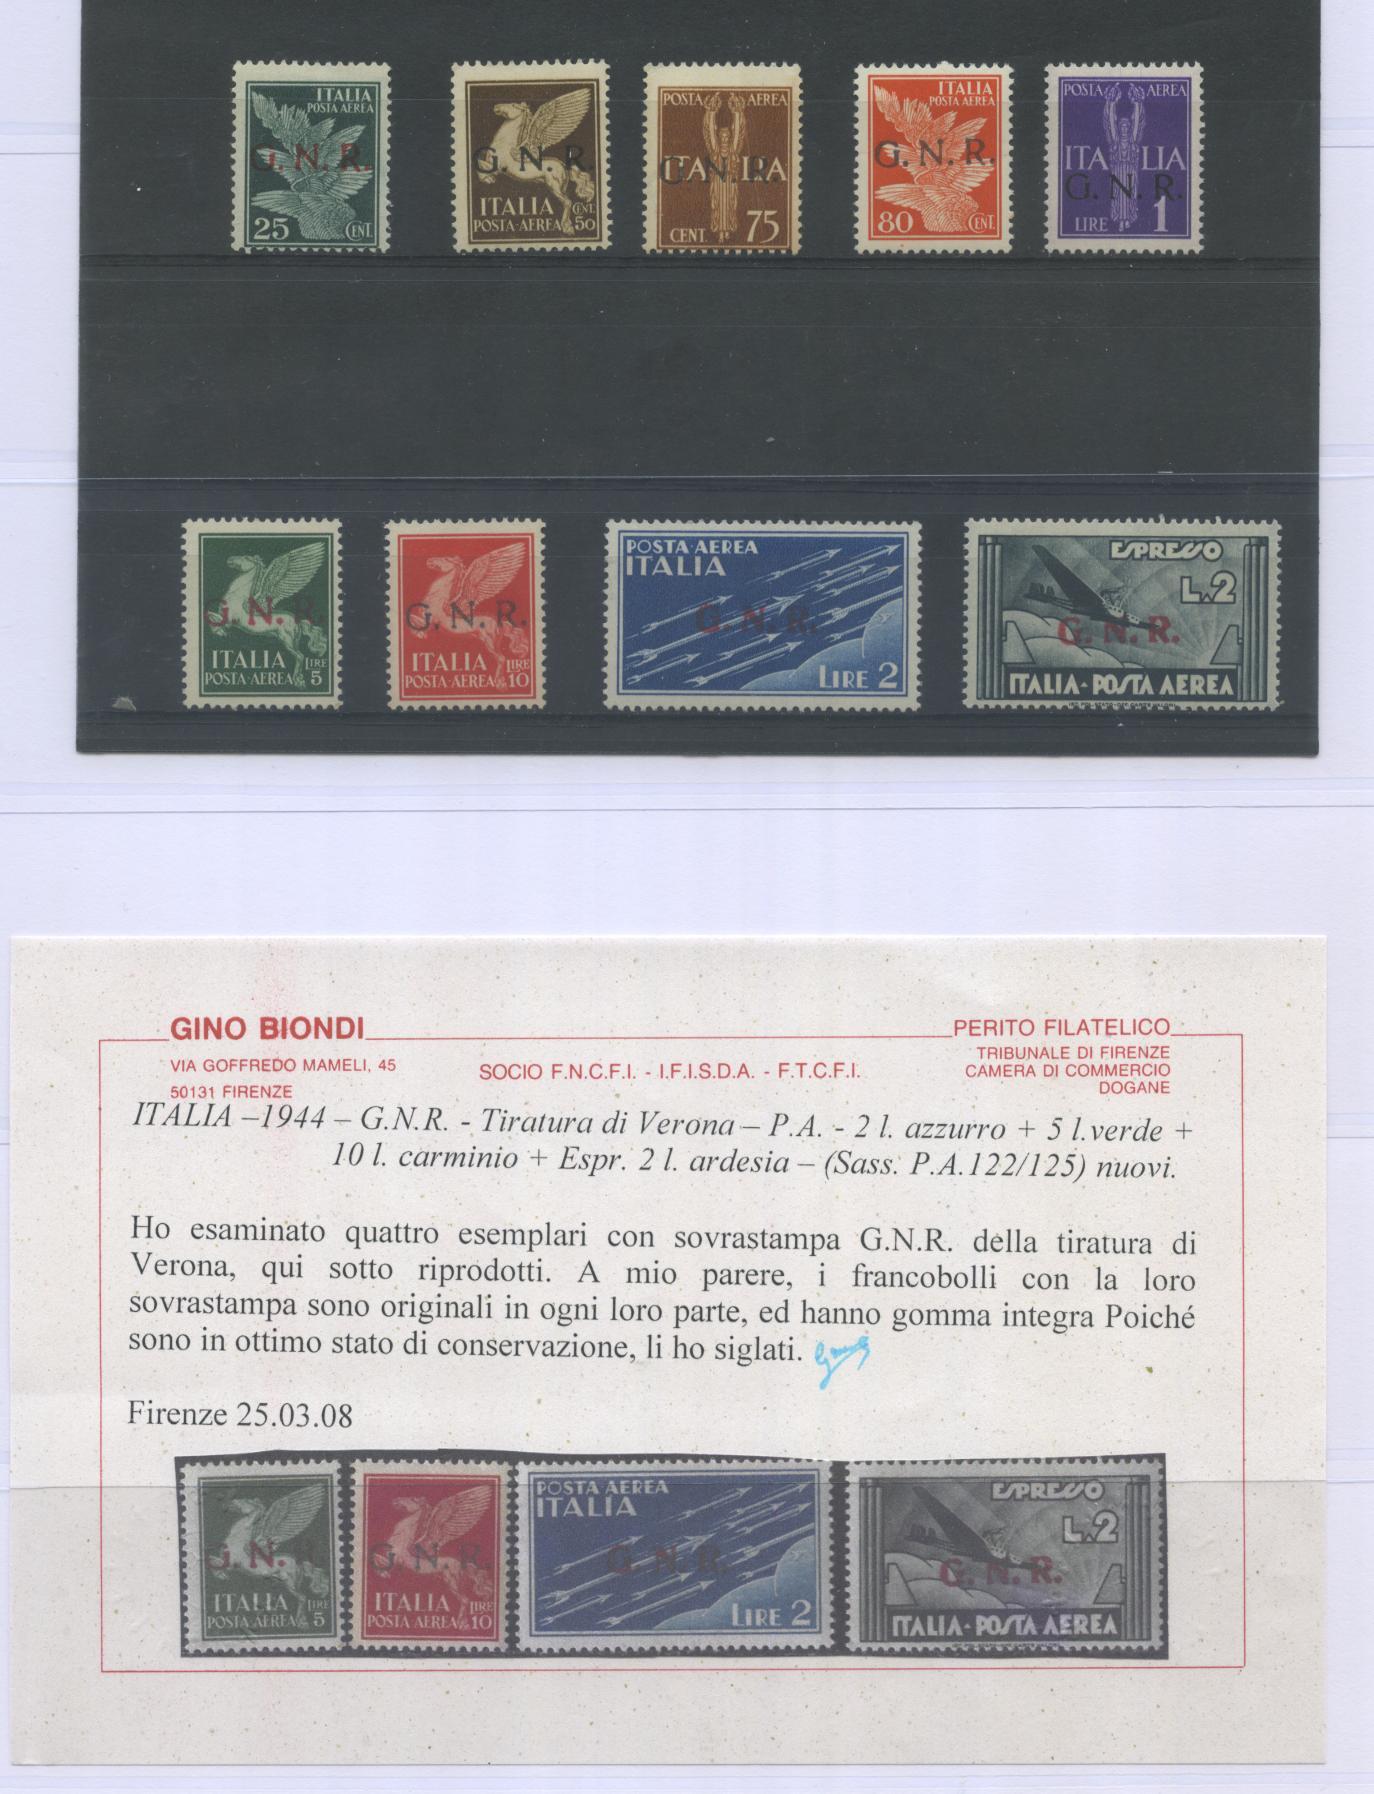 ITALIA
POSTA AEREA
G. N. R.
25 CENT.
G. N. R.
ITALIA CENT.
POSTA-AEREA 50
POSTA AEREA
ITALIA
G. N. R.
CENT. 75
ITALIA
POSTA AEREA
G. N. R.
80 CENT.
POSTA AEREA
ITALIA
G. N. R.
LIRE 1
G. N. R.
ITALIA LIRE
POSTA-AEREA 5
G. N. R.
ITALIA LIRE
POSTA-AEREA 10
POSTA AEREA
ITALIA
G. N. R.
LIRE 2
ESPRESSO
L.2
G. N. R.
ITALIA-POSTA AEREA
GINO BIONDI
PERITO FILATELICO
VIA GOFFREDO MAMELI, 45
50131 FIRENZE
SOCIO F.N.C.F.I. - I.F.I.S.D.A. - F.T.C.F.I.
TRIBUNALE DI FIRENZE
CAMERA DI COMMERCIO
DOGANE
ITALIA –1944 – G.N.R. - Tiratura di Verona – P.A. - 2 l. azzurro + 5 l.verde +
10 l. carminio + Espr. 2 l. ardesia – (Sass. P.A.122/125) nuovi.
Ho esaminato quattro esemplari con sovrastampa G.N.R. della tiratura di
Verona, qui sotto riprodotti. A mio parere, i francobolli con la loro
sovrastampa sono originali in ogni loro parte, ed hanno gomma integra Poiché
sono in ottimo stato di conservazione, li ho siglati.
Firenze 25.03.08
G. N. R
ITALIA LIRE
POSTA-AEREA 5
G. N. R.
ITALIA LIRE
POSTA-AEREA 10
POSTA AEREA
ITALIA
G. N. R.
LIRE 2
ESPRESSO
L.2
G. N. R.
ITALIA-POSTA AEREA